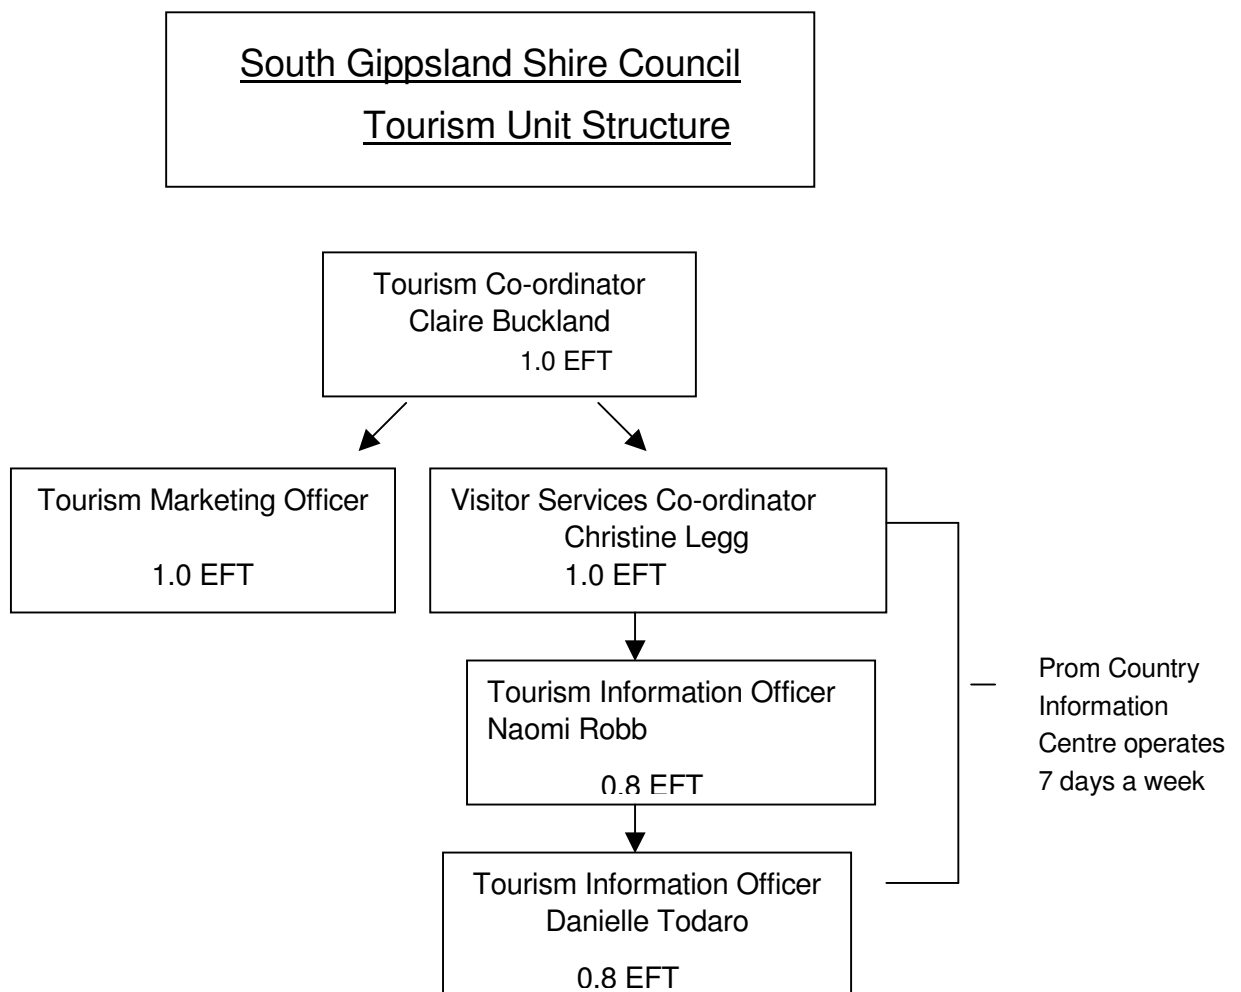 South Gippsland Shire Council
Tourism Unit Structure
Tourism Co-ordinator
Claire Buckland
1.0 EFT
Tourism Marketing Officer
1.0 EFT
Visitor Services Co-ordinator
Christine Legg
1.0 EFT
Tourism Information Officer
Naomi Robb
0.8 EFT
Tourism Information Officer
Danielle Todaro
0.8 EFT
Prom Country
Information
Centre operates
7 days a week